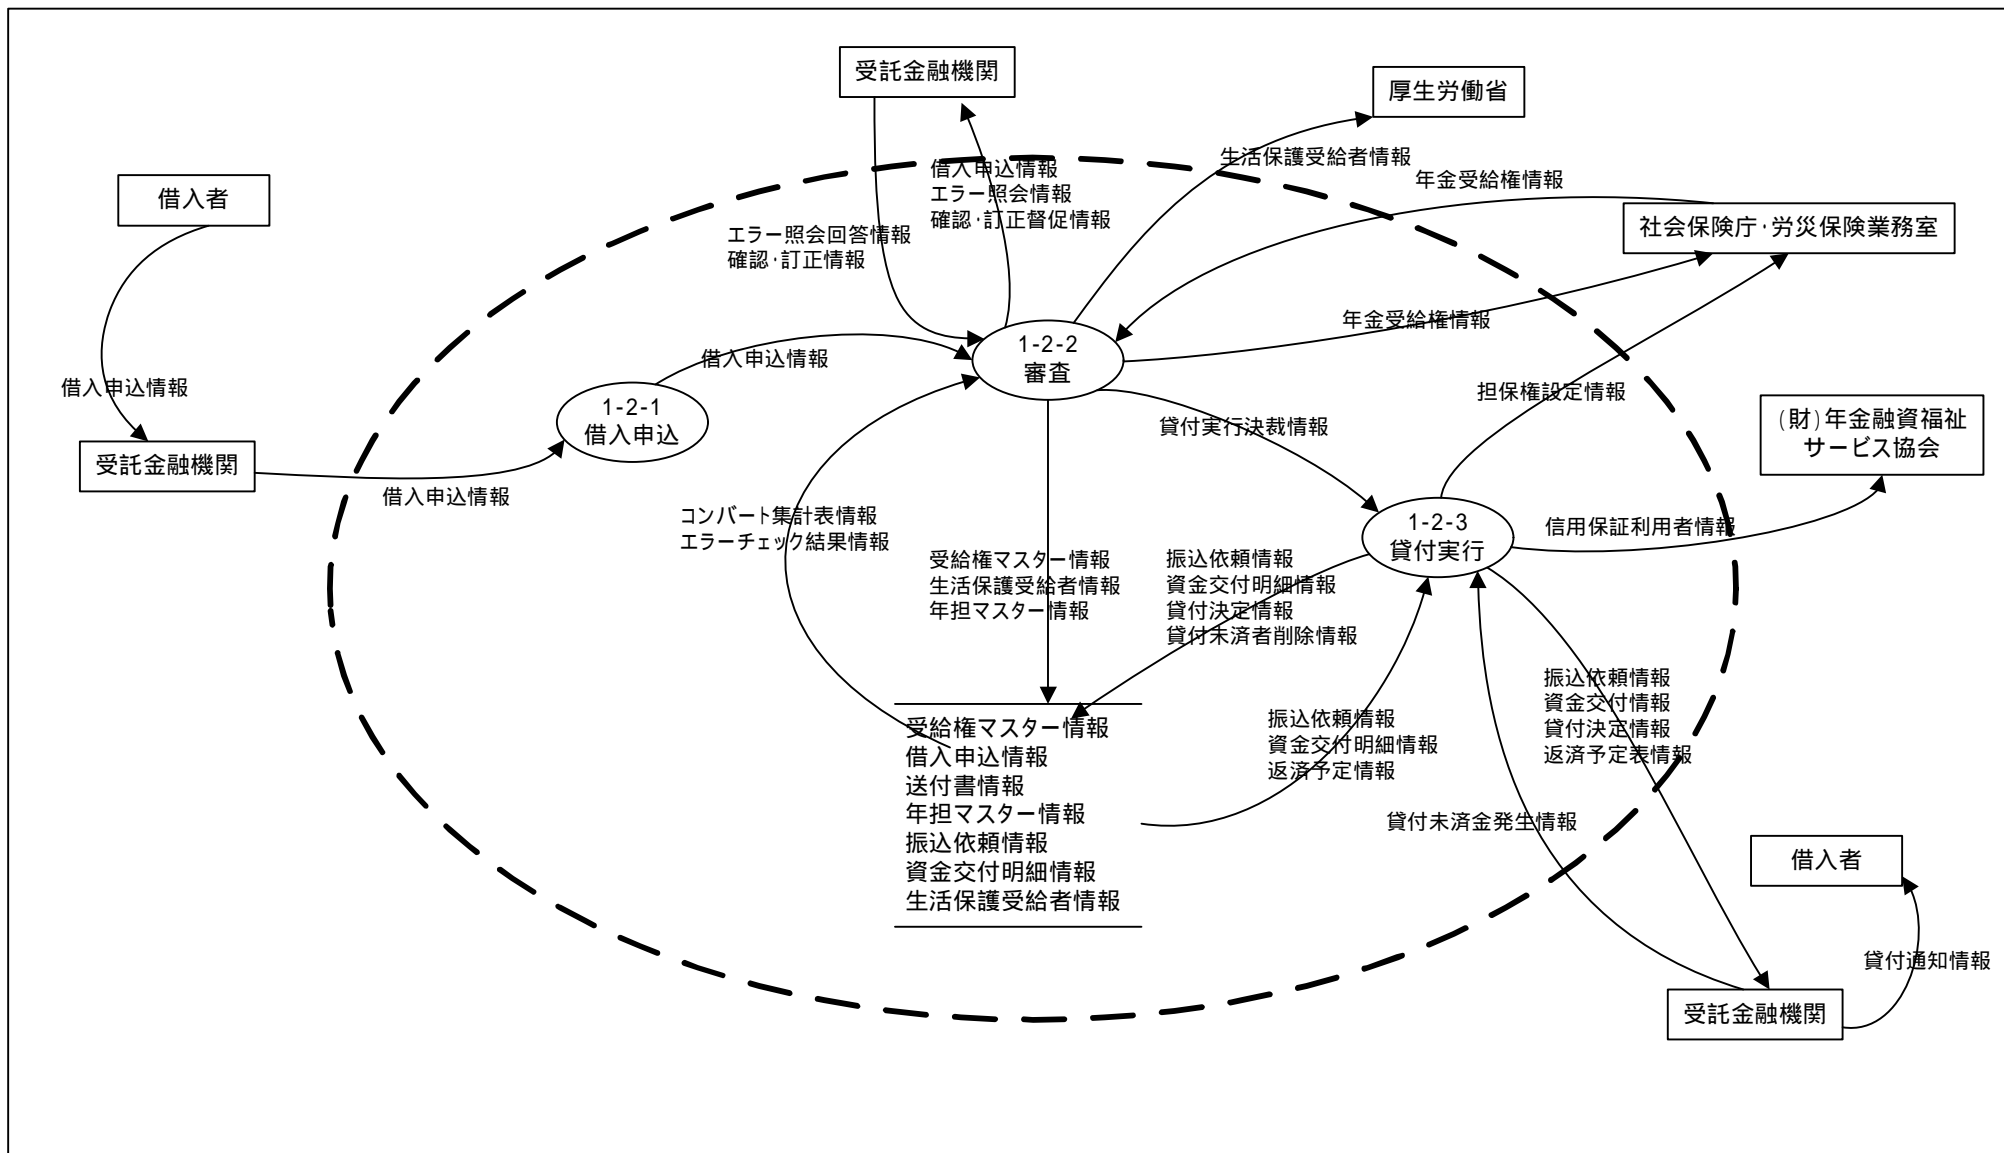 受託金融機関
厚生労働省
生活保護受給者情報
借入申込情報
エラー照会情報
確認・訂正督促情報
年金受給権情報
借入者
社会保険庁・労災保険業務室
エラー照会回答情報
確認・訂正情報
年金受給権情報
1-2-2
審査
借入申込情報
借入申込情報
1-2-1
借入申込
担保権設定情報
(財)年金融資福祉
サービス協会
貸付実行決裁情報
受託金融機関
借入申込情報
コンバート集計表情報
エラーチェック結果情報
1-2-3
貸付実行
信用保証利用者情報
受給権マスター情報
生活保護受給者情報
年担マスター情報
振込依頼情報
資金交付明細情報
貸付決定情報
貸付未済者削除情報
振込依頼情報
資金交付情報
貸付決定情報
返済予定表情報
振込依頼情報
資金交付明細情報
返済予定情報
受給権マスター情報
借入申込情報
送付書情報
年担マスター情報
振込依頼情報
資金交付明細情報
生活保護受給者情報
貸付未済金発生情報
借入者
貸付通知情報
受託金融機関